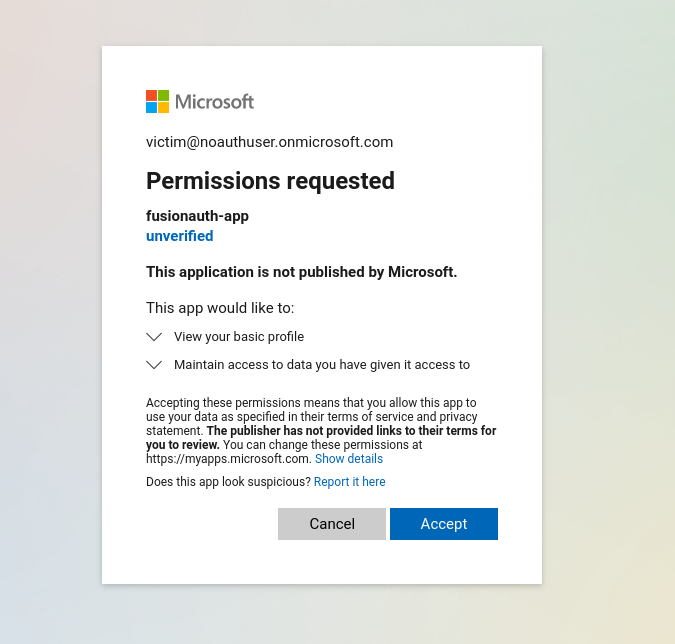 Microsoft
victim@noauthuser.onmicrosoft.com
Permissions requested
fusionauth-app
unverified
This application is not published by Microsoft.
This app would like to:
View your basic profile
Maintain access to data you have given it access to
Accepting these permissions means that you allow this app to
use your data as specified in their terms of service and privacy
statement. The publisher has not provided links to their terms for
you to review. You can change these permissions at
https://myapps.microsoft.com. Show details
Does this app look suspicious? Report it here
Cancel Accept